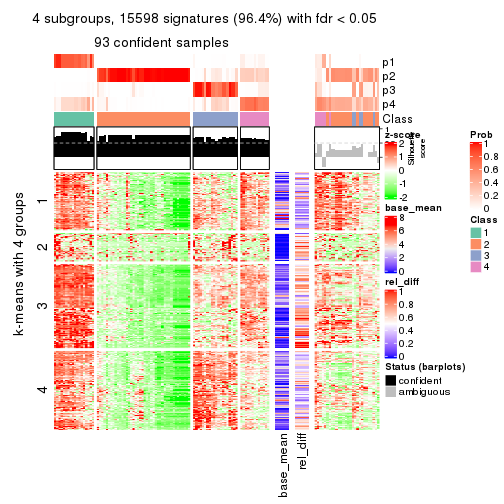 4 subgroups, 15598 signatures (96.4%) with fdr < 0.05
93 confident samples
p1
p2
p3
p4
Class
1
Silhouette
score
k-means with 4 groups
1
2
3
4
base_mean
rel_diff
z-score
2
1
0
-1
-2
base_mean
8
6
4
2
0
rel_diff
1
0.8
0.6
0.4
0.2
0
Status (barplots)
confident
ambiguous
Prob
1
0.8
0.6
0.4
0.2
0
Class
1
2
3
4